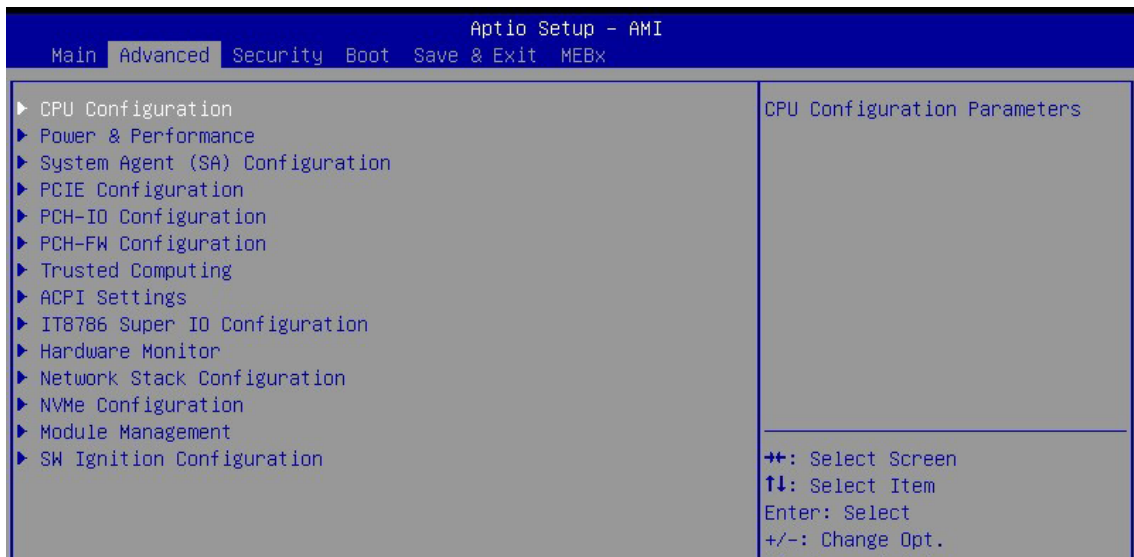 Aptio Setup – AMI
Main Advanced Security Boot Save & Exit MEBx
CPU Configuration
Power & Performance
System Agent (SA) Configuration
PCIE Configuration
PCH-IO Configuration
PCH-FW Configuration
Trusted Computing
ACPI Settings
IT8786 Super IO Configuration
Hardware Monitor
Network Stack Configuration
NVMe Configuration
Module Management
SW Ignition Configuration
CPU Configuration Parameters
→←: Select Screen
↑↓: Select Item
Enter: Select
+/-: Change Opt.